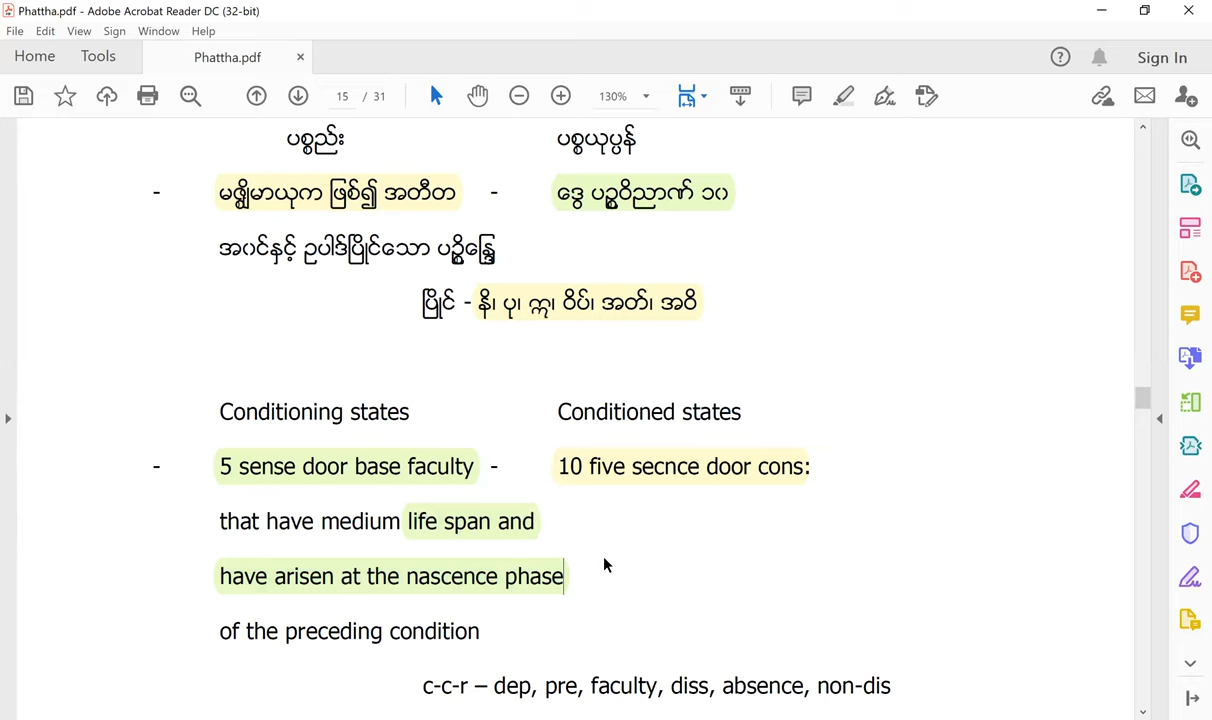 Phattha.pdf - Adobe Acrobat Reader DC (32-bit)
File Edit View Sign Window Help
Home Tools Phattha.pdf × Sign In
15 / 31 130%
ပစ္စည်း ပစ္စယုပ္ပန်
- မဇ္ဈိမာယုက ဖြစ်၍ အတီတ - ဒွေ ပဉ္စဝိညာဏ် ၁၀
အဝင်နှင့် ဥပါဒ်ပြိုင်သော ပဉ္စိန္ဒြေ
ပြိုင် - နိ၊ ပု၊ ဣ၊ ဝိပ်၊ အတ်၊ အဝိ
Conditioning states Conditioned states
- 5 sense door base faculty - 10 five secnce door cons:
that have medium life span and
have arisen at the nascence phase
of the preceding condition
c-c-r – dep, pre, faculty, diss, absence, non-dis